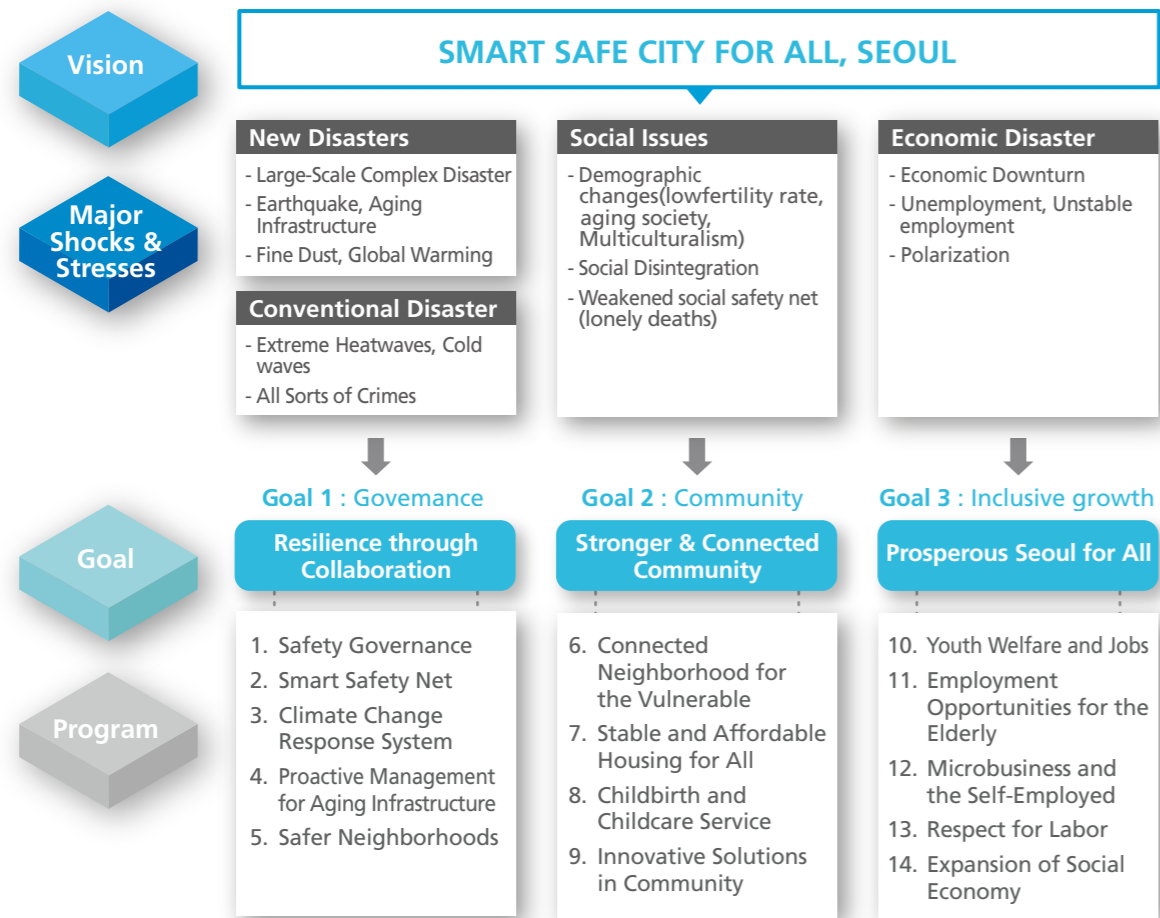 Vision
SMART SAFE CITY FOR ALL, SEOUL
Major
Shocks &
Stresses
New Disasters
- Large-Scale Complex Disaster
- Earthquake, Aging
Infrastructure
- Fine Dust, Global Warming
Conventional Disaster
- Extreme Heatwaves, Cold
waves
- All Sorts of Crimes
Social Issues
- Demographic
changes(lowfertility rate,
aging society,
Multiculturalism)
- Social Disintegration
- Weakened social safety net
(lonely deaths)
Economic Disaster
- Economic Downturn
- Unemployment, Unstable
employment
- Polarization
Goal
Goal 1 : Govemance
Resilience through
Collaboration
Goal 2 : Community
Stronger & Connected
Community
Goal 3 : Inclusive growth
Prosperous Seoul for All
Program
1. Safety Governance
2. Smart Safety Net
3. Climate Change
Response System
4. Proactive Management
for Aging Infrastructure
5. Safer Neighborhoods
6. Connected
Neighborhood for
the Vulnerable
7. Stable and Affordable
Housing for All
8. Childbirth and
Childcare Service
9. Innovative Solutions
in Community
10. Youth Welfare and Jobs
11. Employment
Opportunities for the
Elderly
12. Microbusiness and
the Self-Employed
13. Respect for Labor
14. Expansion of Social
Economy